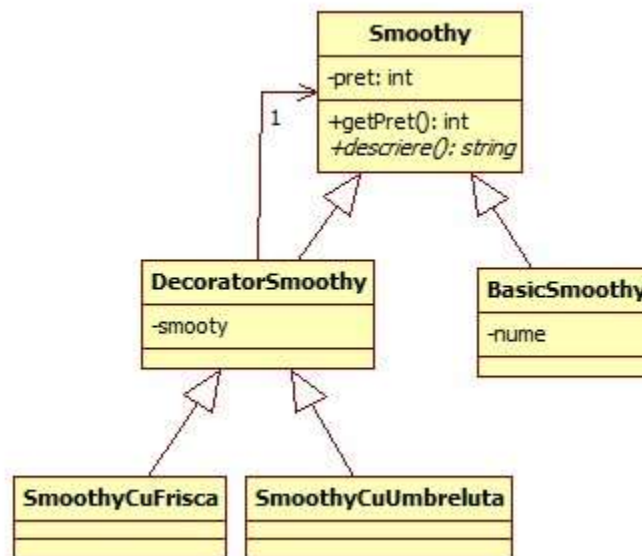 Smoothy
-pret: int
+getPret(): int
+descriere(): string
1
DecoratorSmoothy
-smooty
BasicSmoothy
-nume
SmoothyCuFrisca
SmoothyCuUmbreluta